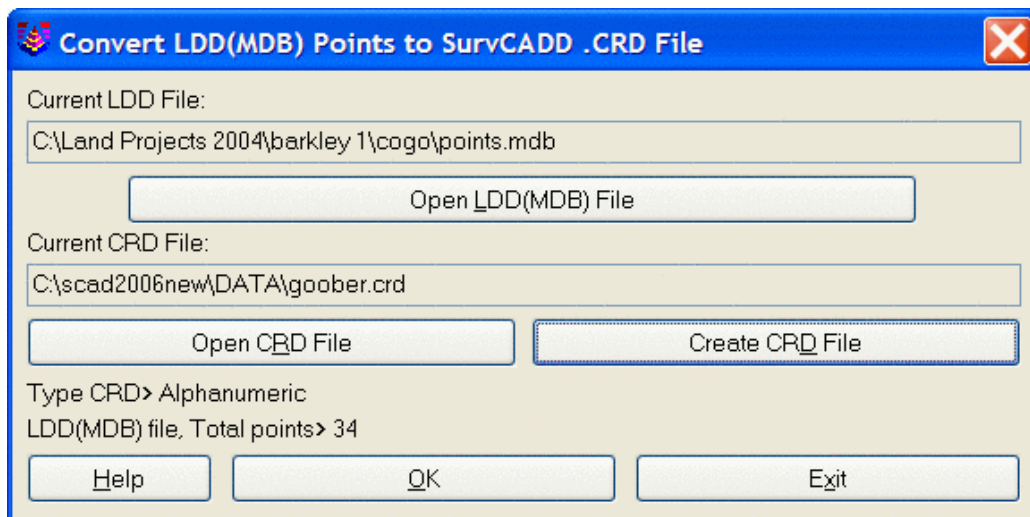 Convert LDD(MDB) Points to SurvCADD .CRD File
Current LDD File:
C:\Land Projects 2004\barkley 1\cogo\points.mdb
Open LDD(MDB) File
Current CRD File:
C:\scad2006new\DATA\goober.crd
Open CRD File
Create CRD File
Type CRD> Alphanumeric
LDD(MDB) file, Total points> 34
Help
OK
Exit